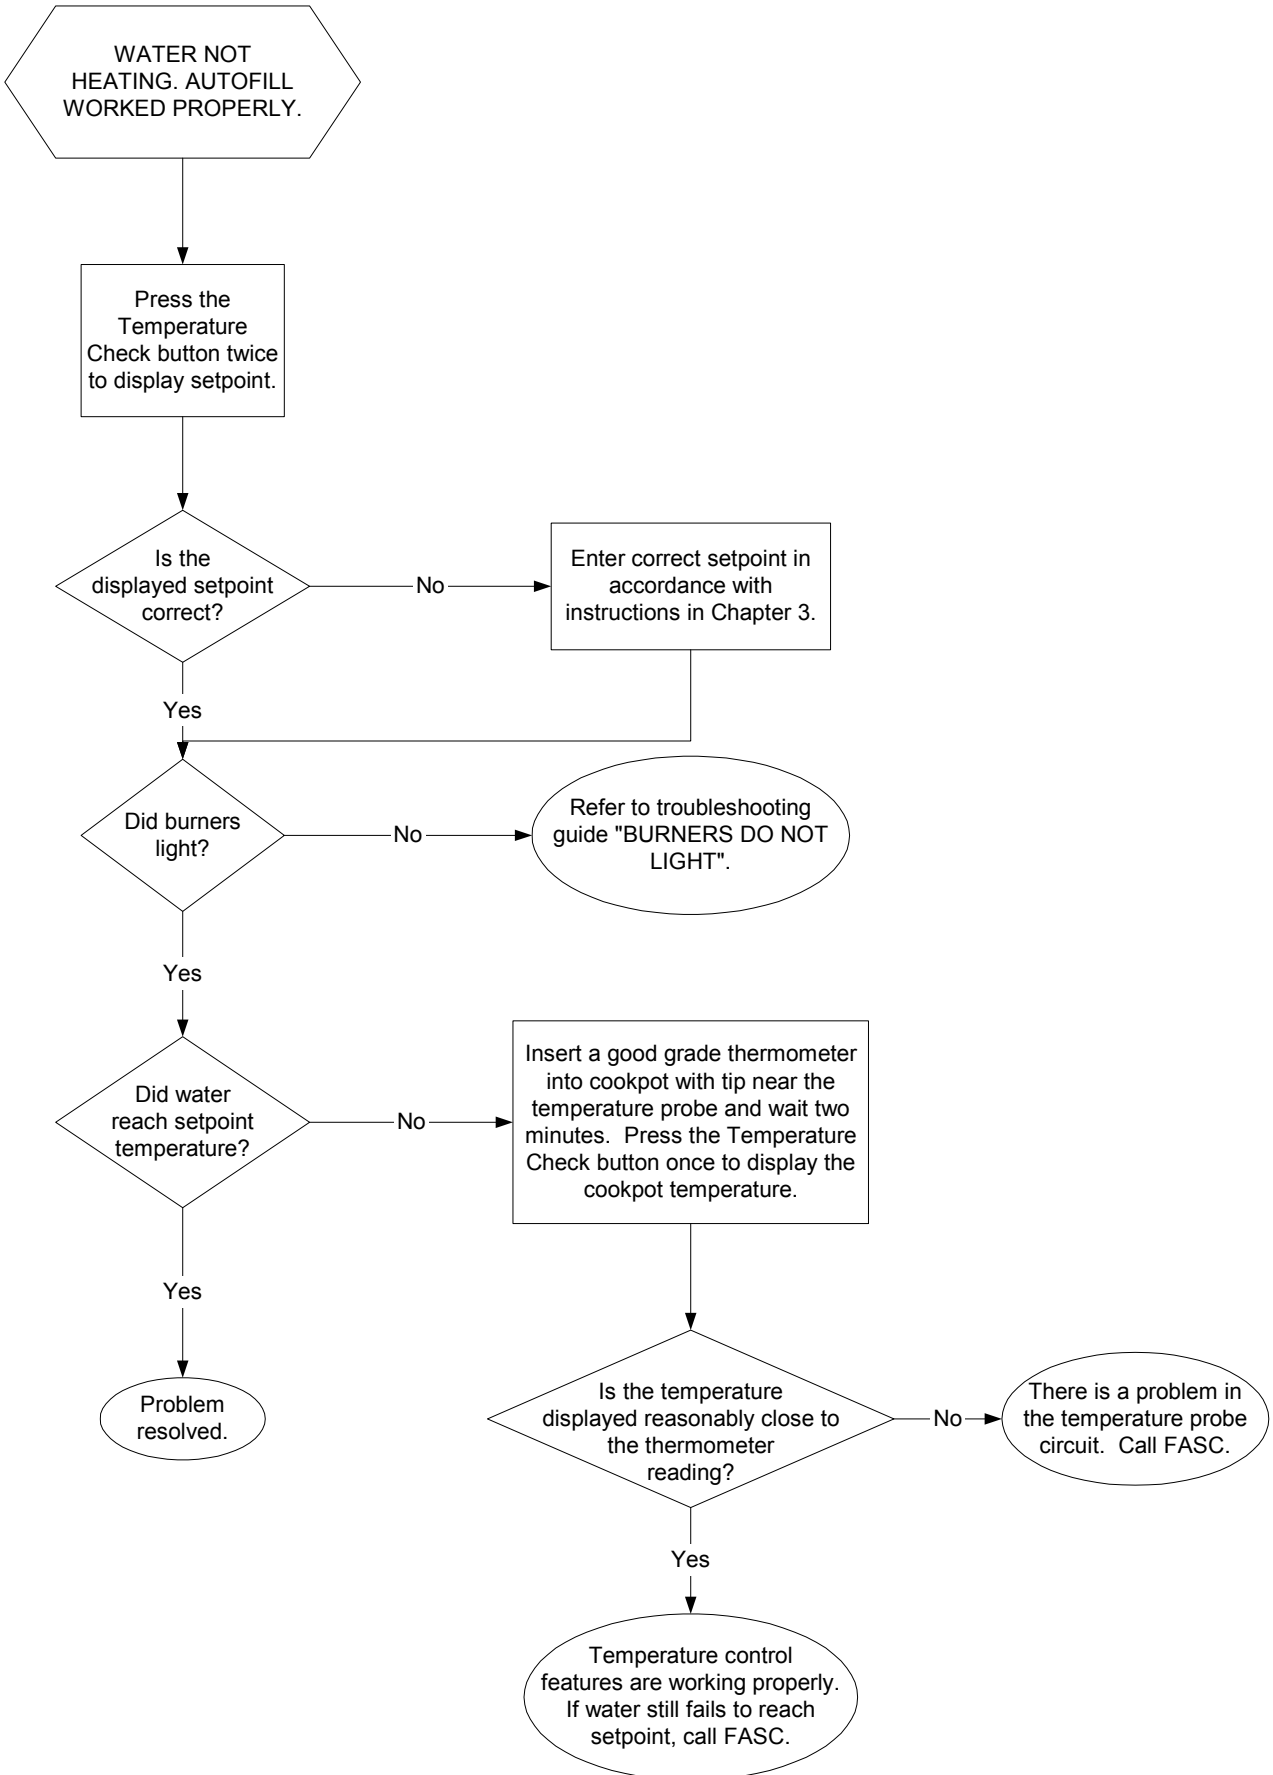 WATER NOT
HEATING. AUTOFILL
WORKED PROPERLY.
Press the
Temperature
Check button twice
to display setpoint.
Is the
displayed setpoint
correct?
No
Enter correct setpoint in
accordance with
instructions in Chapter 3.
Yes
Did burners
light?
No
Refer to troubleshooting
guide "BURNERS DO NOT
LIGHT".
Yes
Did water
reach setpoint
temperature?
No
Insert a good grade thermometer
into cookpot with tip near the
temperature probe and wait two
minutes.  Press the Temperature
Check button once to display the
cookpot temperature.
Yes
Problem
resolved.
Is the temperature
displayed reasonably close to
the thermometer
reading?
No
There is a problem in
the temperature probe
circuit.  Call FASC.
Yes
Temperature control
features are working properly.
If water still fails to reach
setpoint, call FASC.